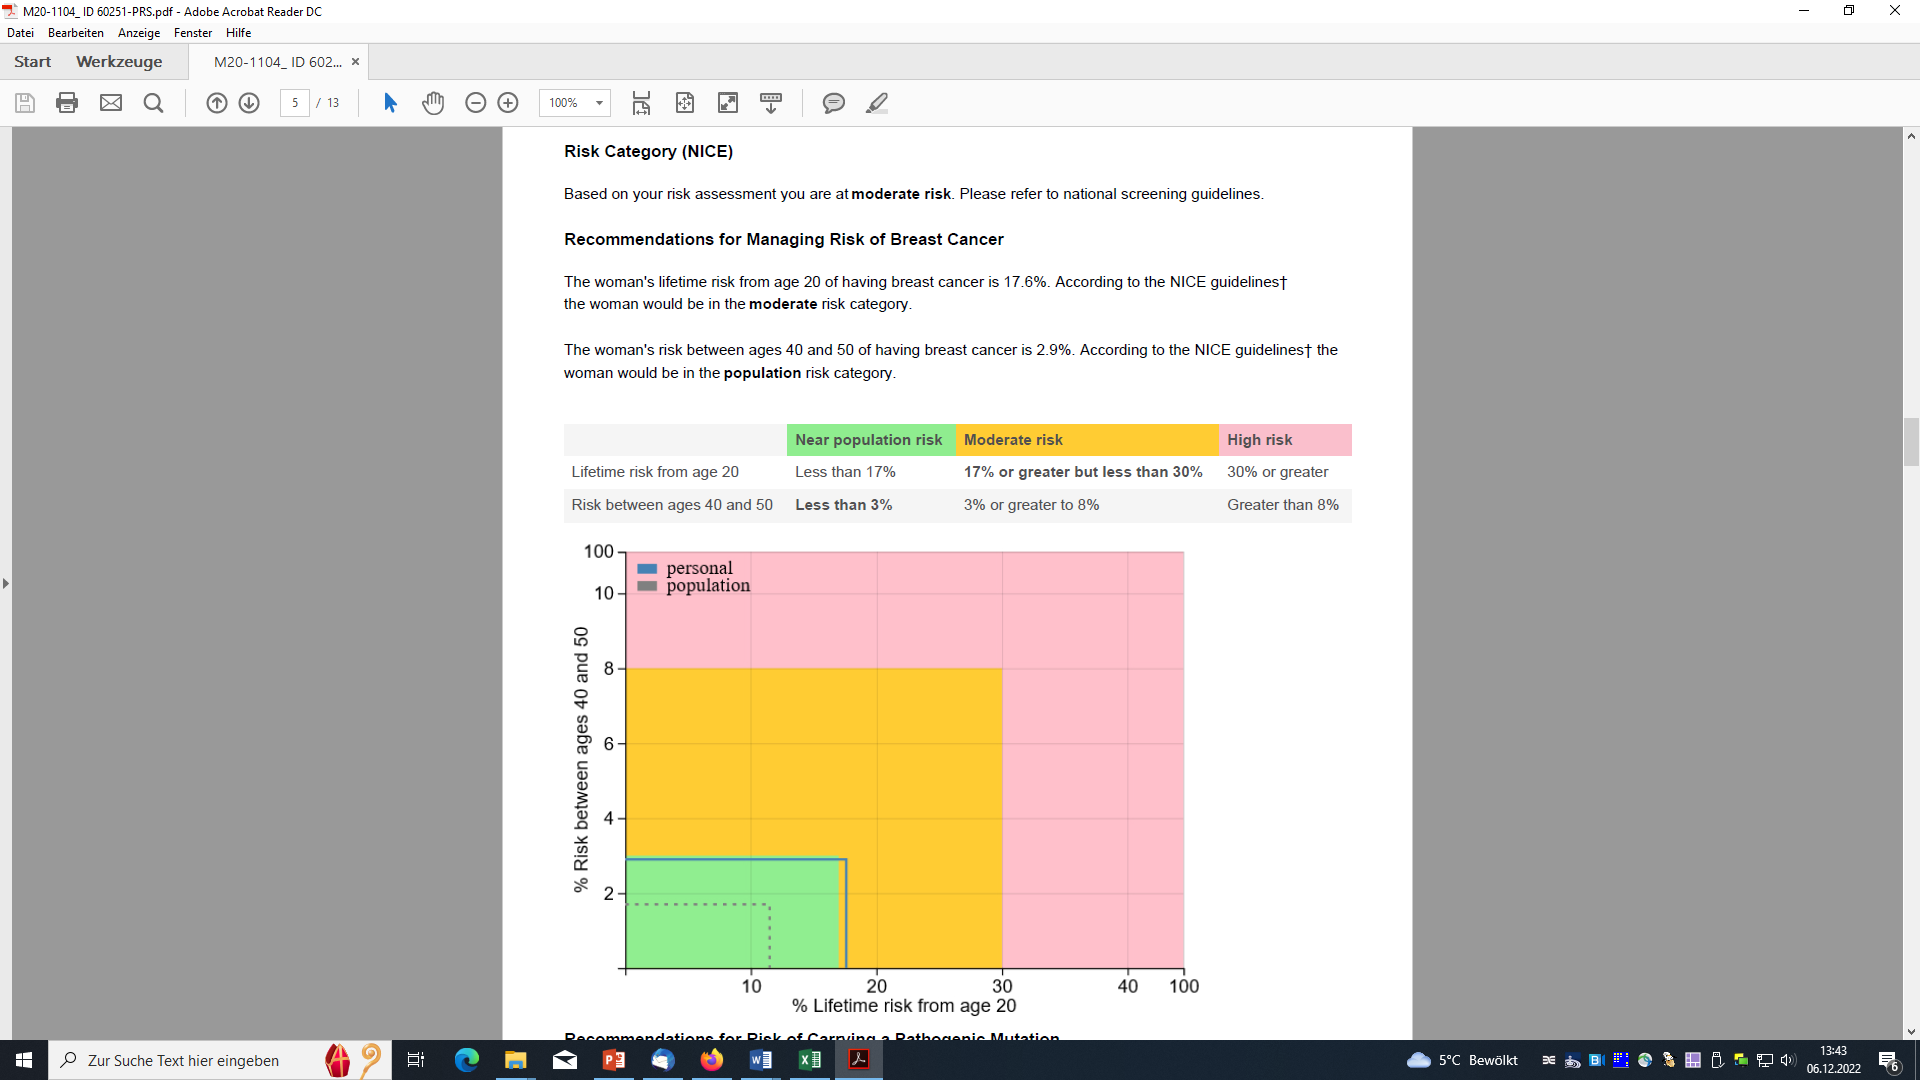 M20-1104_ ID 60251-PRS.pdf - Adobe Acrobat Reader DC
Datei Bearbeiten Anzeige Fenster Hilfe
Start Werkzeuge M20-1104_ ID 602... ×
5 / 13 100%
Risk Category (NICE)
Based on your risk assessment you are at moderate risk. Please refer to national screening guidelines.
Recommendations for Managing Risk of Breast Cancer
The woman's lifetime risk from age 20 of having breast cancer is 17.6%. According to the NICE guidelines†
the woman would be in the moderate risk category.
The woman's risk between ages 40 and 50 of having breast cancer is 2.9%. According to the NICE guidelines† the
woman would be in the population risk category.
Near population risk Moderate risk High risk
Lifetime risk from age 20 Less than 17% 17% or greater but less than 30% 30% or greater
Risk between ages 40 and 50 Less than 3% 3% or greater to 8% Greater than 8%
personal
population
100
10
8
6
4
2
% Risk between ages 40 and 50
10 20 30 40 100
% Lifetime risk from age 20
Recommendations for Risk of Carrying a Pathogenic Mutation
Zur Suche Text hier eingeben
5°C Bewölkt
13:43
06.12.2022
6